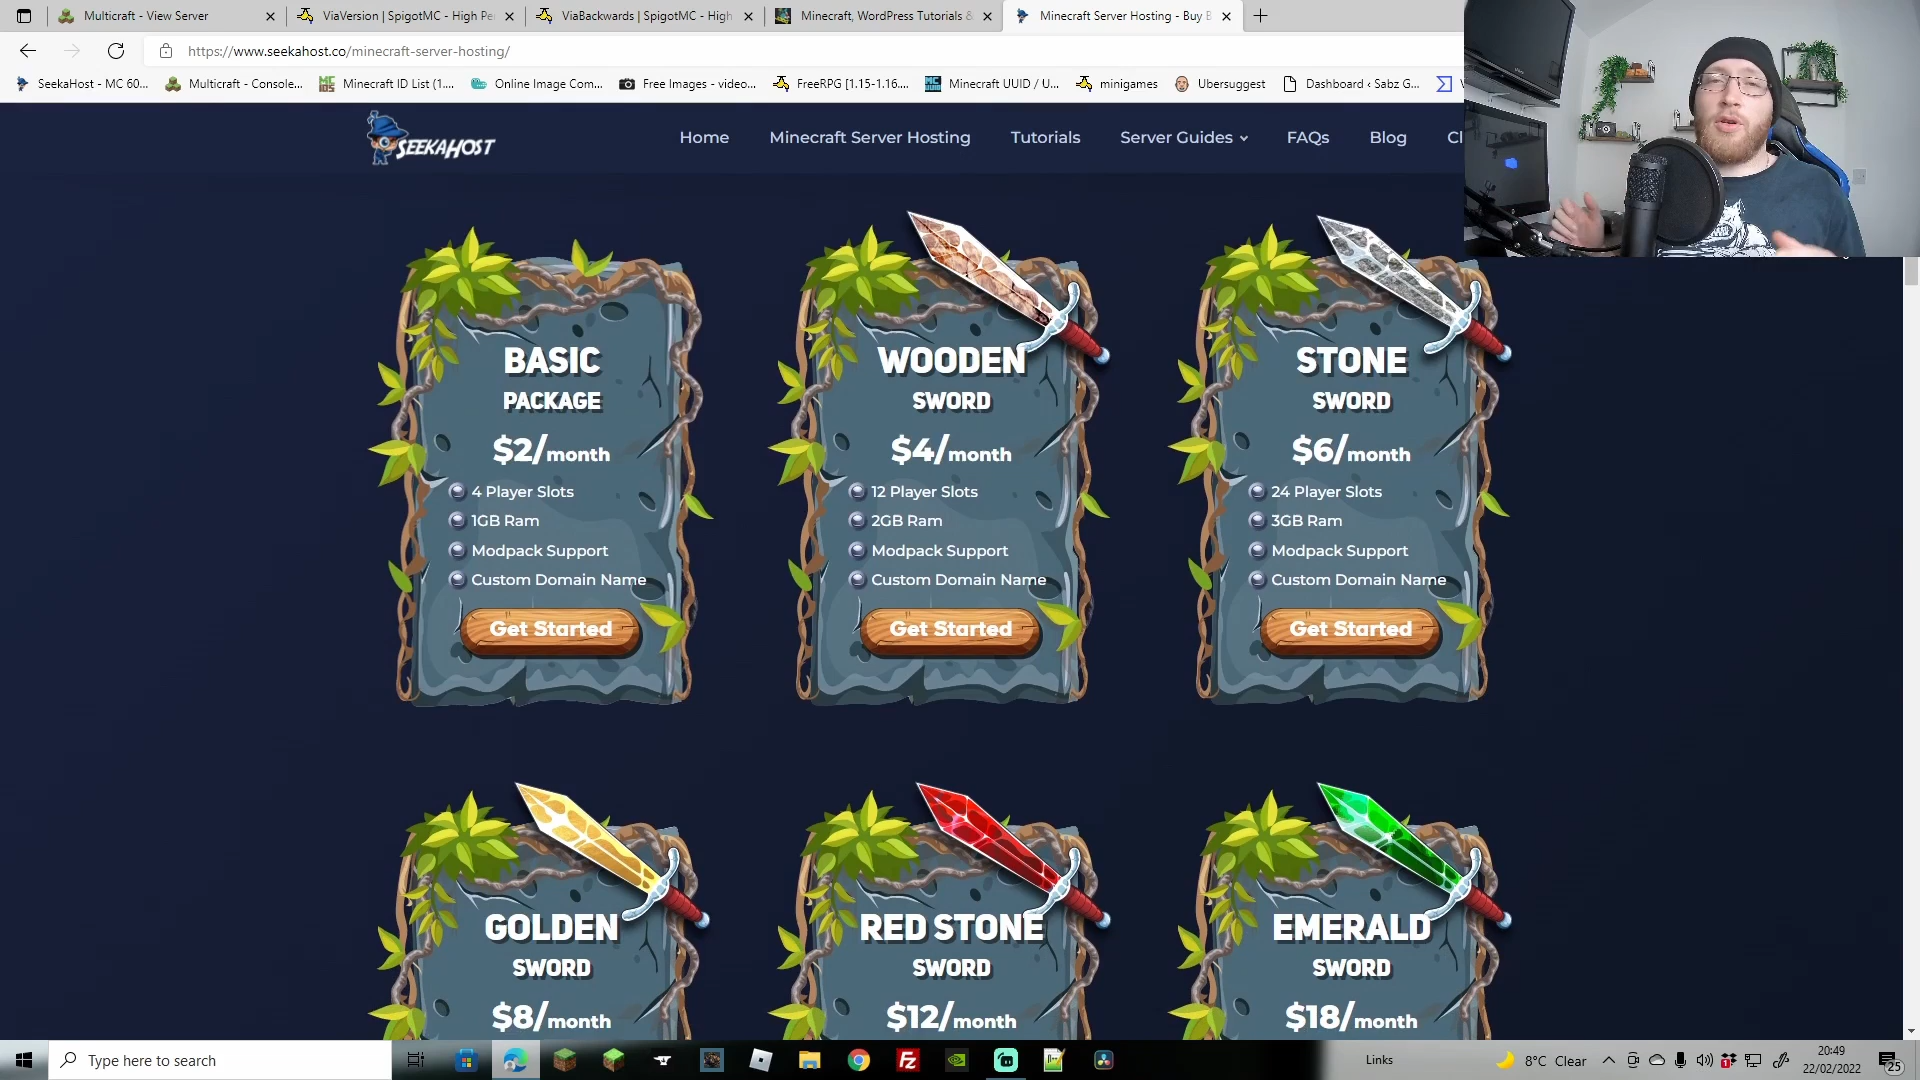 Multicraft - View Server
ViaVersion | SpigotMC - High Pe
ViaBackwards | SpigotMC - High
Minecraft, WordPress Tutorials &
Minecraft Server Hosting - Buy B
https://www.seekahost.co/minecraft-server-hosting/
SeekaHost - MC 60...
Multicraft - Console...
Minecraft ID List (1....
Online Image Com...
Free Images - video...
FreeRPG [1.15-1.16....
Minecraft UUID / U...
minigames
Ubersuggest
Dashboard ‹ Sabz G...
SEEKAHOST
Home
Minecraft Server Hosting
Tutorials
Server Guides
FAQs
Blog
Cl
BASIC
PACKAGE
$2/month
4 Player Slots
1GB Ram
Modpack Support
Custom Domain Name
Get Started
WOODEN
SWORD
$4/month
12 Player Slots
2GB Ram
Modpack Support
Custom Domain Name
Get Started
STONE
SWORD
$6/month
24 Player Slots
3GB Ram
Modpack Support
Custom Domain Name
Get Started
GOLDEN
SWORD
$8/month
RED STONE
SWORD
$12/month
EMERALD
SWORD
$18/month
Type here to search
Links
8°C Clear
20:49
22/02/2022
25